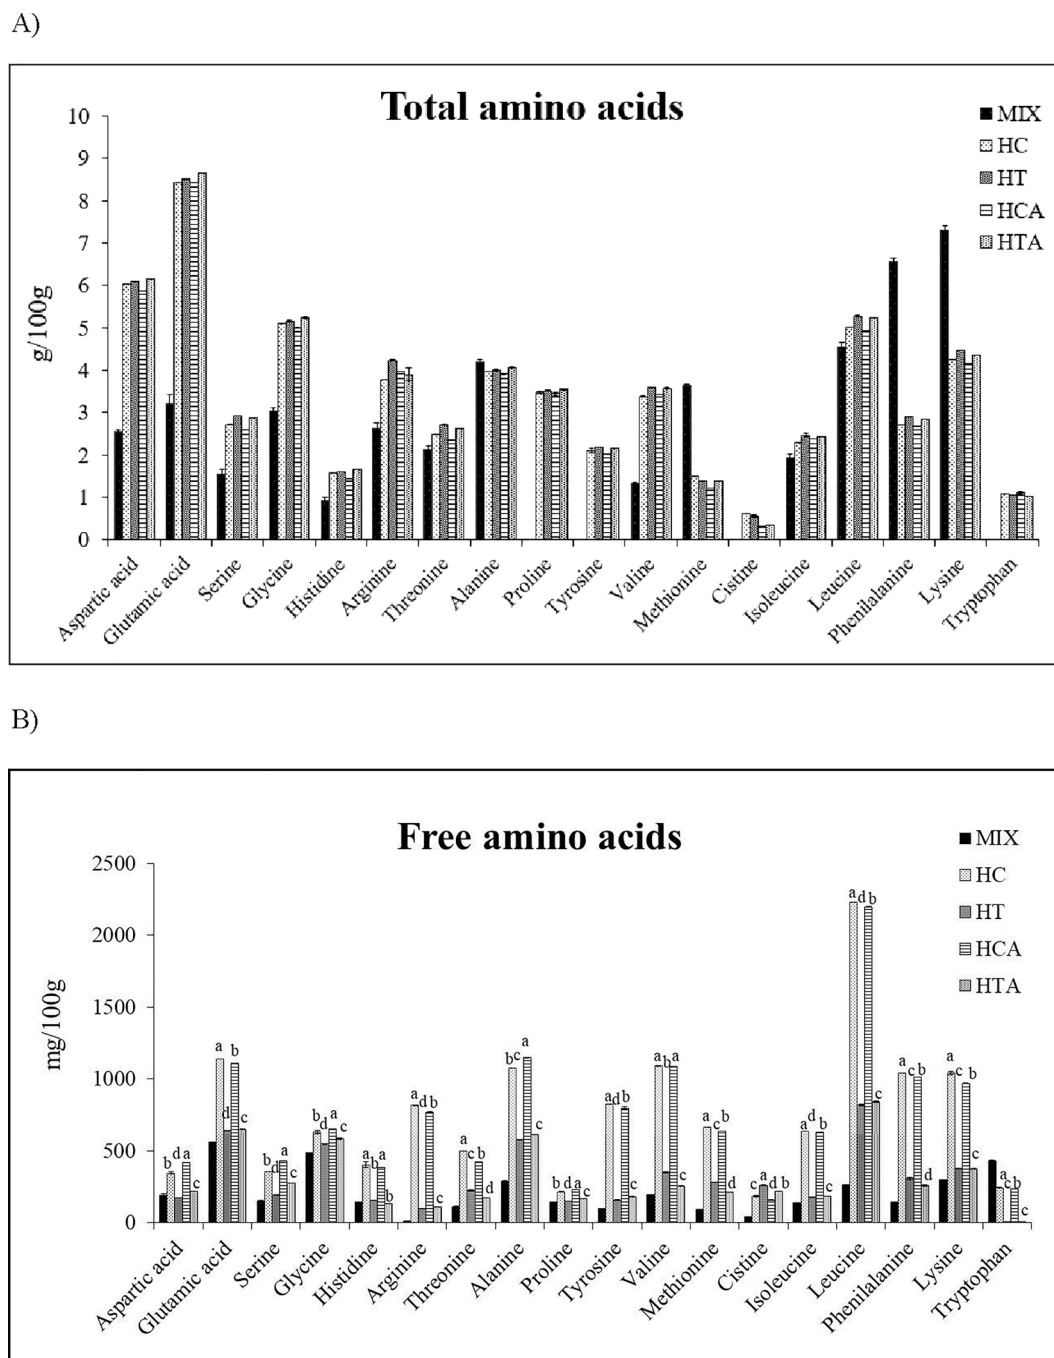 A)
Total amino acids
MIX
HC
HT
HCA
HTA
g/100g
10
9
8
7
6
5
4
3
2
1
0
Aspartic acid
Glutamic acid
Serine
Glycine
Histidine
Arginine
Threonine
Alanine
Proline
Tyrosine
Valine
Methionine
Cistine
Isoleucine
Leucine
Phenilalanine
Lysine
Tryptophan
B)
Free amino acids
MIX
HC
HT
HCA
HTA
mg/100g
2500
2000
1500
1000
500
0
b d a c
a d b c
b d a c
b d a c
a b a b
a d b c
a c b d
b c a c
b d a c
a d b c
a b a c
a c b d
c a d b
a d b c
a d b c
a c b d
a c b c
a c b c
Aspartic acid
Glutamic acid
Serine
Glycine
Histidine
Arginine
Threonine
Alanine
Proline
Tyrosine
Valine
Methionine
Cistine
Isoleucine
Leucine
Phenilalanine
Lysine
Tryptophan